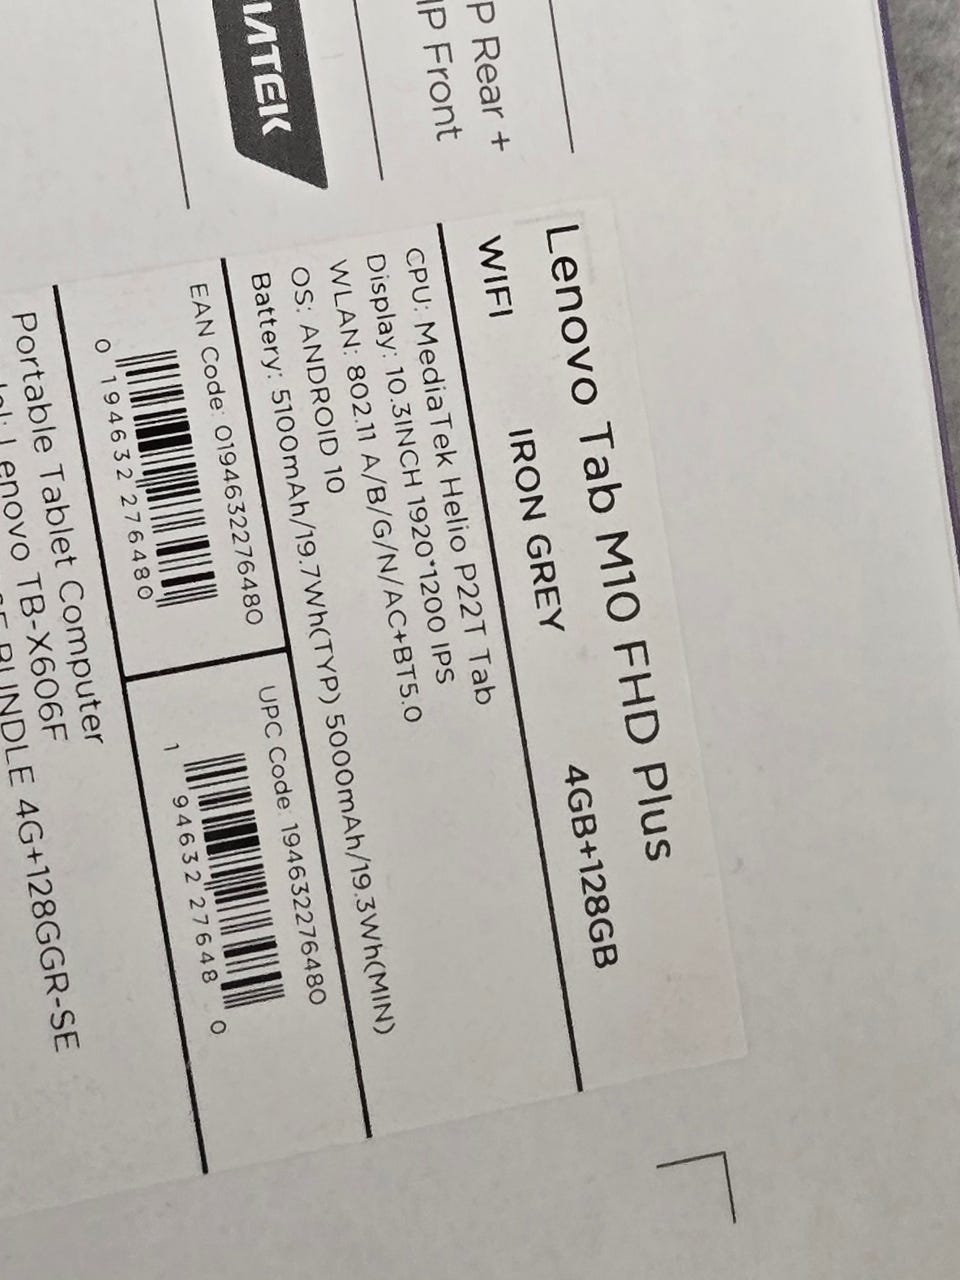 P Rear +
IP Front
IATEK
Lenovo Tab M10 FHD Plus
WIFI IRON GREY 4GB+128GB
CPU: MediaTek Helio P22T Tab
Display: 10.3INCH 1920*1200 IPS
WLAN: 802.11 A/B/G/N/AC+BT5.0
OS: ANDROID 10
Battery: 5100mAh/19.7Wh(TYP) 5000mAh/19.3Wh(MIN)
EAN Code: 0194632276480
0 194632 276480
UPC Code: 194632276480
1 94632 27648 0
Portable Tablet Computer
Lenovo TB-X606F
BUNDLE 4G+128GGR-SE